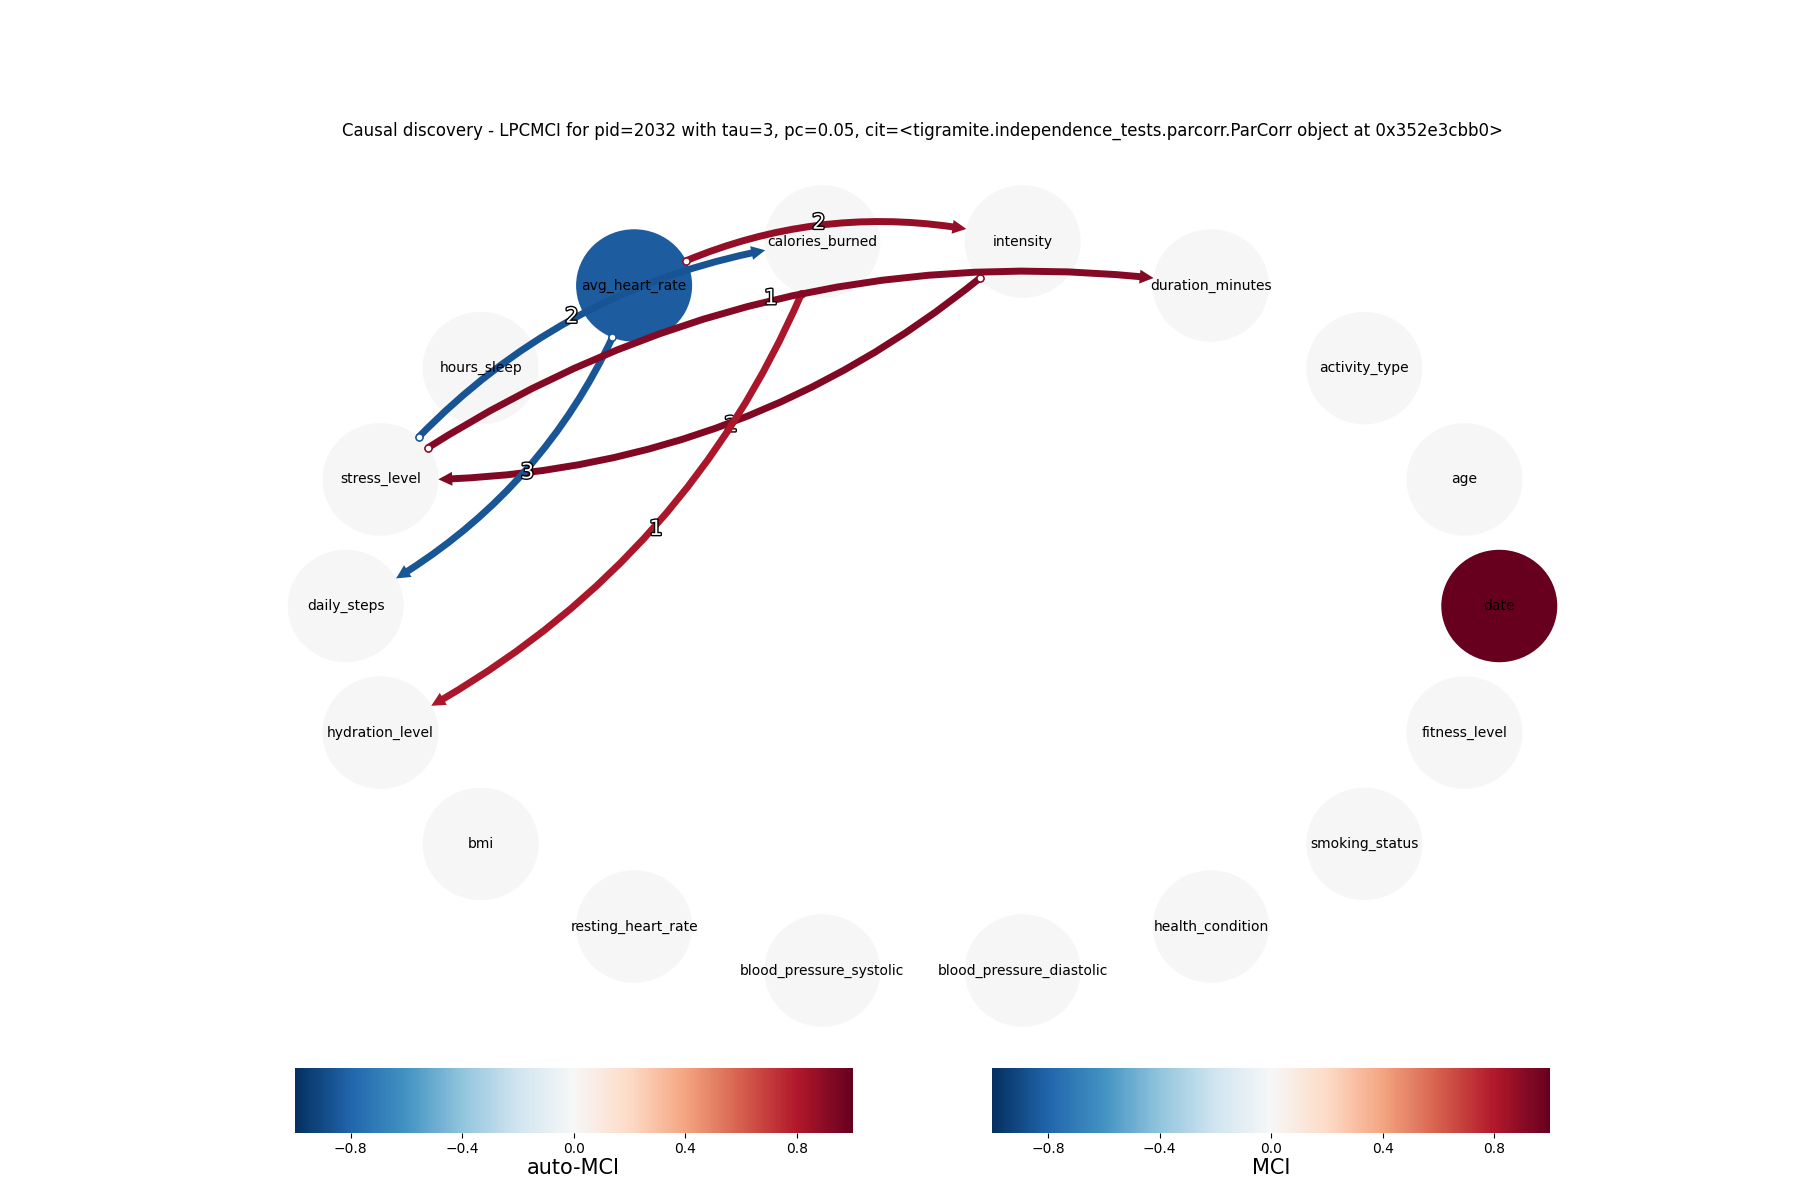 Causal discovery - LPCMCI for pid=2032 with tau=3, pc=0.05, cit=<tigramite.independence_tests.parcorr.ParCorr object at 0x352e3cbb0>
2
calories_burned
intensity
avg_heart_rate
1
duration_minutes
2
hours_sleep
activity_type
stress_level
3
age
1
daily_steps
date
hydration_level
fitness_level
bmi
smoking_status
resting_heart_rate
health_condition
blood_pressure_systolic
blood_pressure_diastolic
−0.8 −0.4 0.0 0.4 0.8
−0.8 −0.4 0.0 0.4 0.8
auto-MCI
MCI